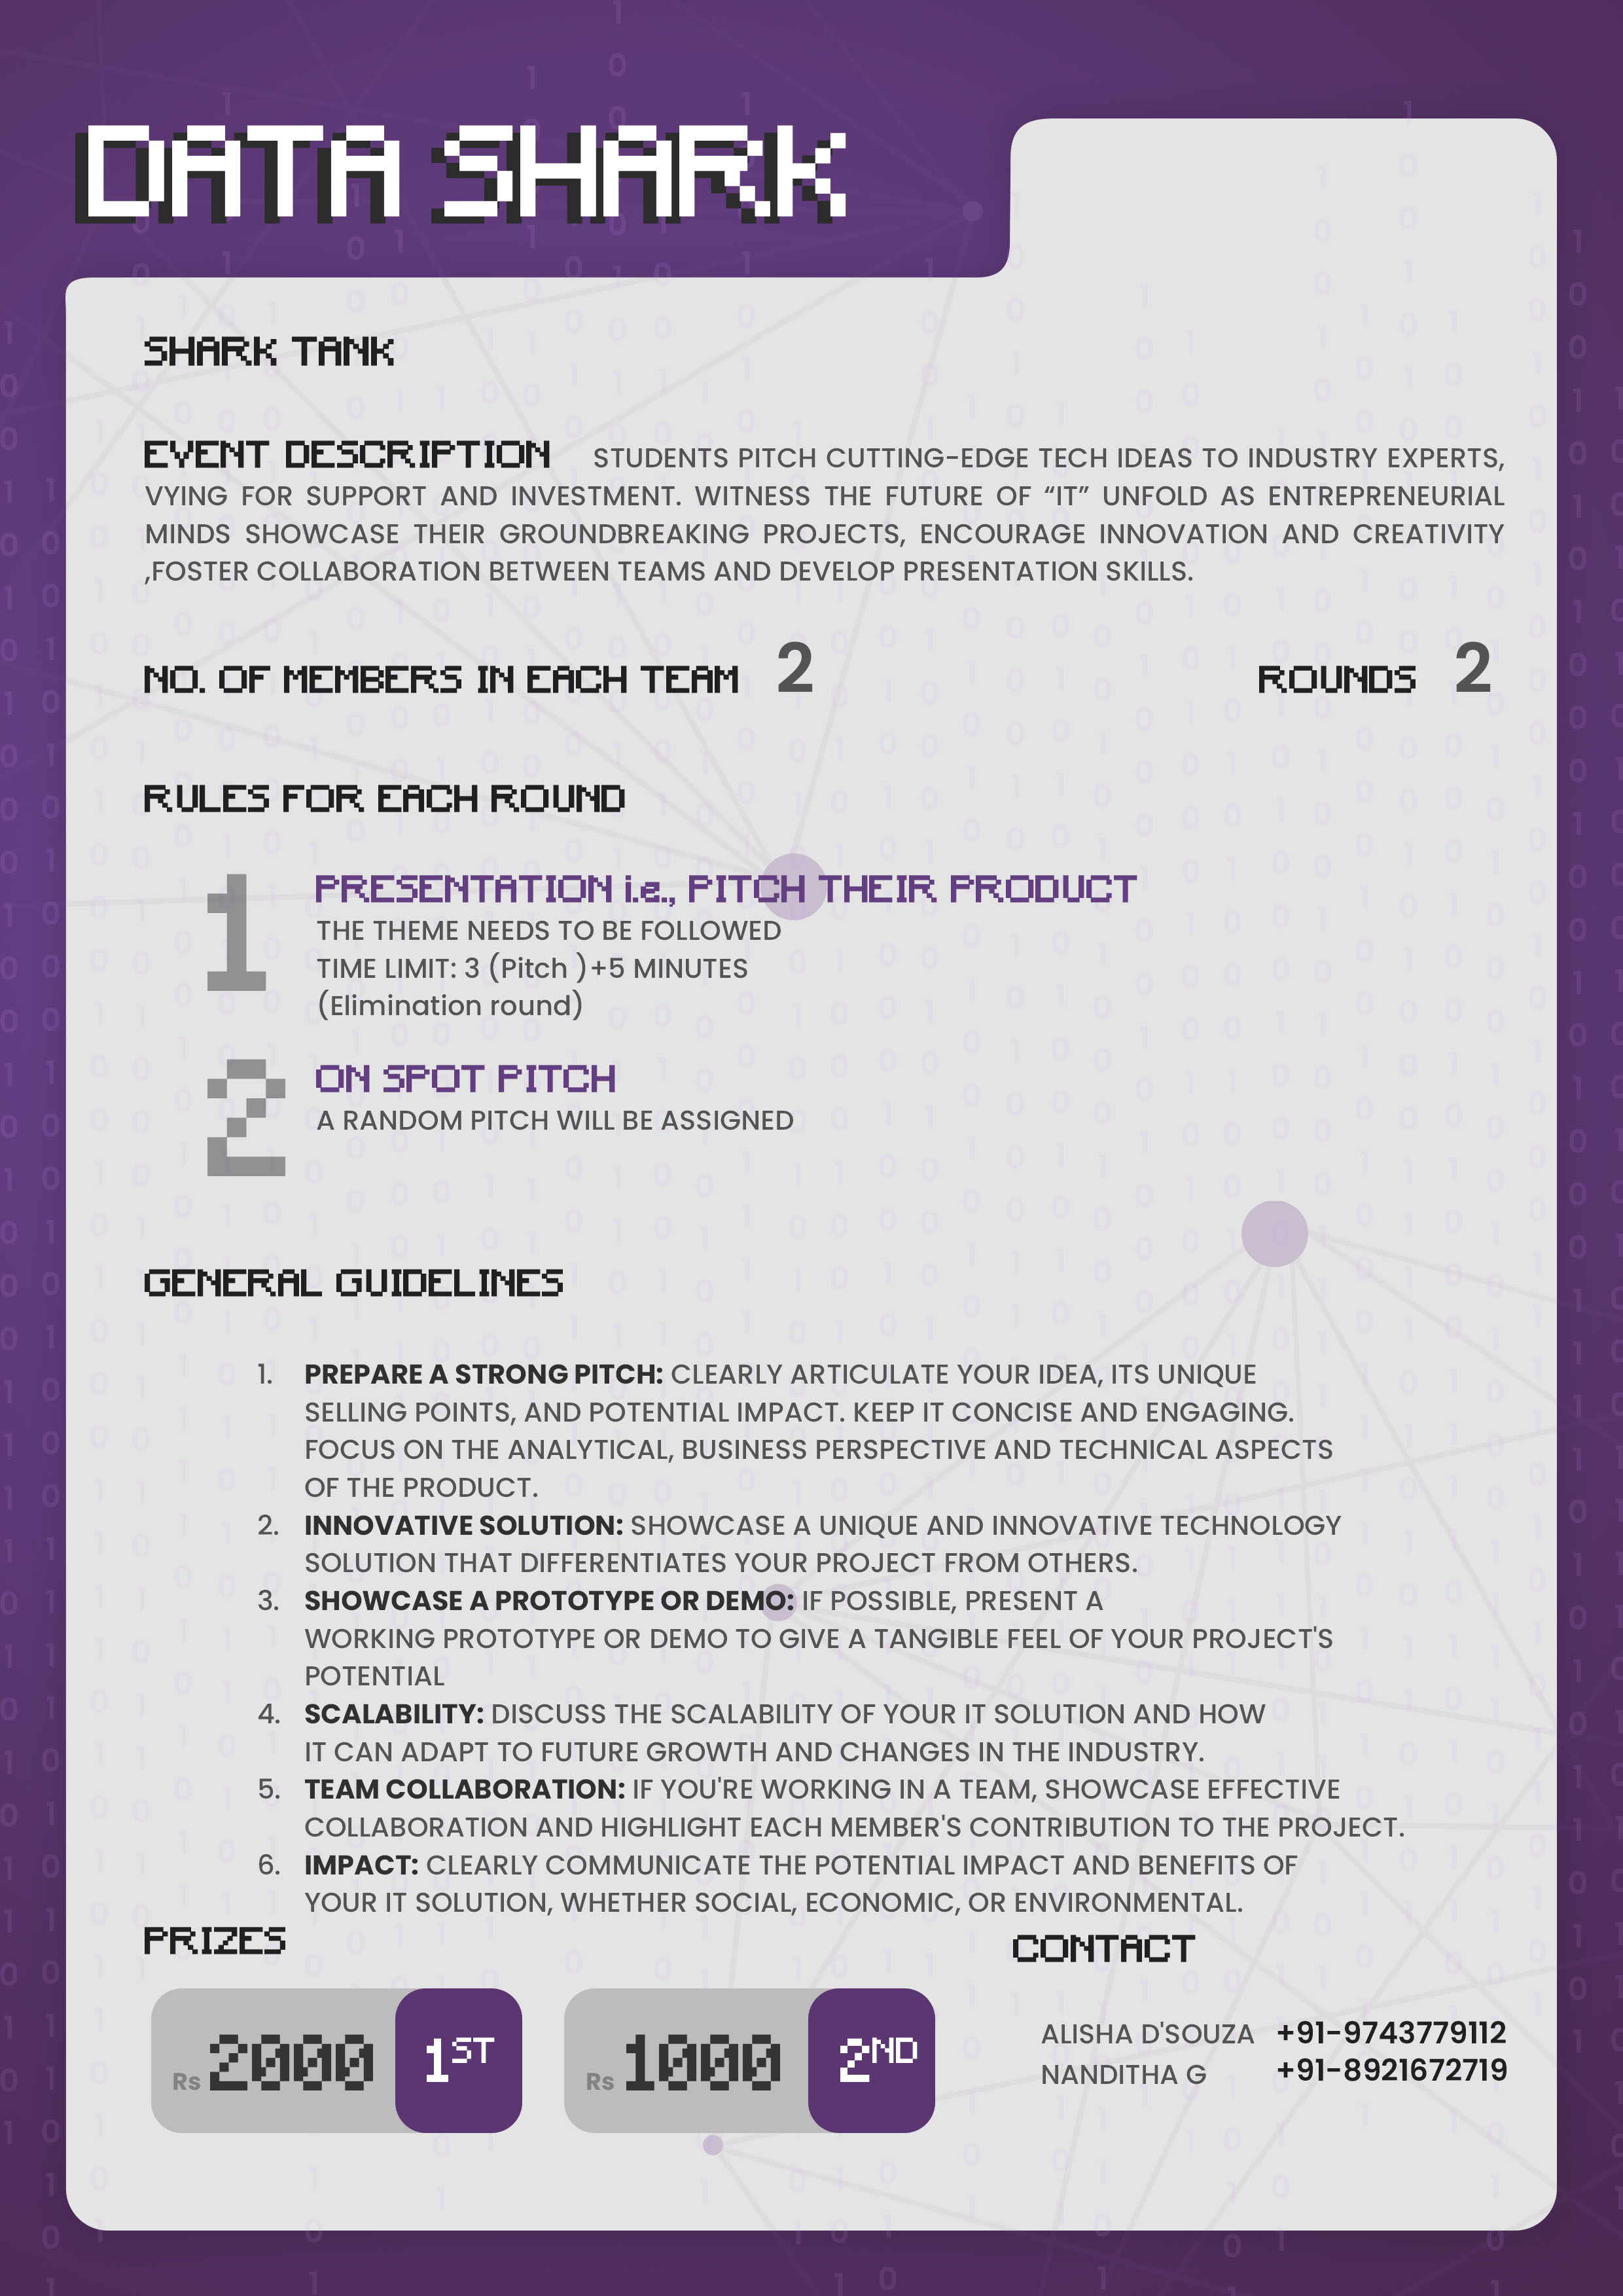 DATA SHARK
SHARK TANK
EVENT DESCRIPTION STUDENTS PITCH CUTTING-EDGE TECH IDEAS TO INDUSTRY EXPERTS,
VYING FOR SUPPORT AND INVESTMENT. WITNESS THE FUTURE OF “IT” UNFOLD AS ENTREPRENEURIAL
MINDS SHOWCASE THEIR GROUNDBREAKING PROJECTS, ENCOURAGE INNOVATION AND CREATIVITY
,FOSTER COLLABORATION BETWEEN TEAMS AND DEVELOP PRESENTATION SKILLS.
NO. OF MEMBERS IN EACH TEAM 2 ROUNDS 2
RULES FOR EACH ROUND
1 PRESENTATION i.e., PITCH THEIR PRODUCT
THE THEME NEEDS TO BE FOLLOWED
TIME LIMIT: 3 (Pitch )+5 MINUTES
(Elimination round)
2 ON SPOT PITCH
A RANDOM PITCH WILL BE ASSIGNED
GENERAL GUIDELINES
1. PREPARE A STRONG PITCH: CLEARLY ARTICULATE YOUR IDEA, ITS UNIQUE
SELLING POINTS, AND POTENTIAL IMPACT. KEEP IT CONCISE AND ENGAGING.
FOCUS ON THE ANALYTICAL, BUSINESS PERSPECTIVE AND TECHNICAL ASPECTS
OF THE PRODUCT.
2. INNOVATIVE SOLUTION: SHOWCASE A UNIQUE AND INNOVATIVE TECHNOLOGY
SOLUTION THAT DIFFERENTIATES YOUR PROJECT FROM OTHERS.
3. SHOWCASE A PROTOTYPE OR DEMO: IF POSSIBLE, PRESENT A
WORKING PROTOTYPE OR DEMO TO GIVE A TANGIBLE FEEL OF YOUR PROJECT'S
POTENTIAL
4. SCALABILITY: DISCUSS THE SCALABILITY OF YOUR IT SOLUTION AND HOW
IT CAN ADAPT TO FUTURE GROWTH AND CHANGES IN THE INDUSTRY.
5. TEAM COLLABORATION: IF YOU'RE WORKING IN A TEAM, SHOWCASE EFFECTIVE
COLLABORATION AND HIGHLIGHT EACH MEMBER'S CONTRIBUTION TO THE PROJECT.
6. IMPACT: CLEARLY COMMUNICATE THE POTENTIAL IMPACT AND BENEFITS OF
YOUR IT SOLUTION, WHETHER SOCIAL, ECONOMIC, OR ENVIRONMENTAL.
PRIZES
Rs 2000 1ST
Rs 1000 2ND
CONTACT
ALISHA D'SOUZA +91-9743779112
NANDITHA G +91-8921672719